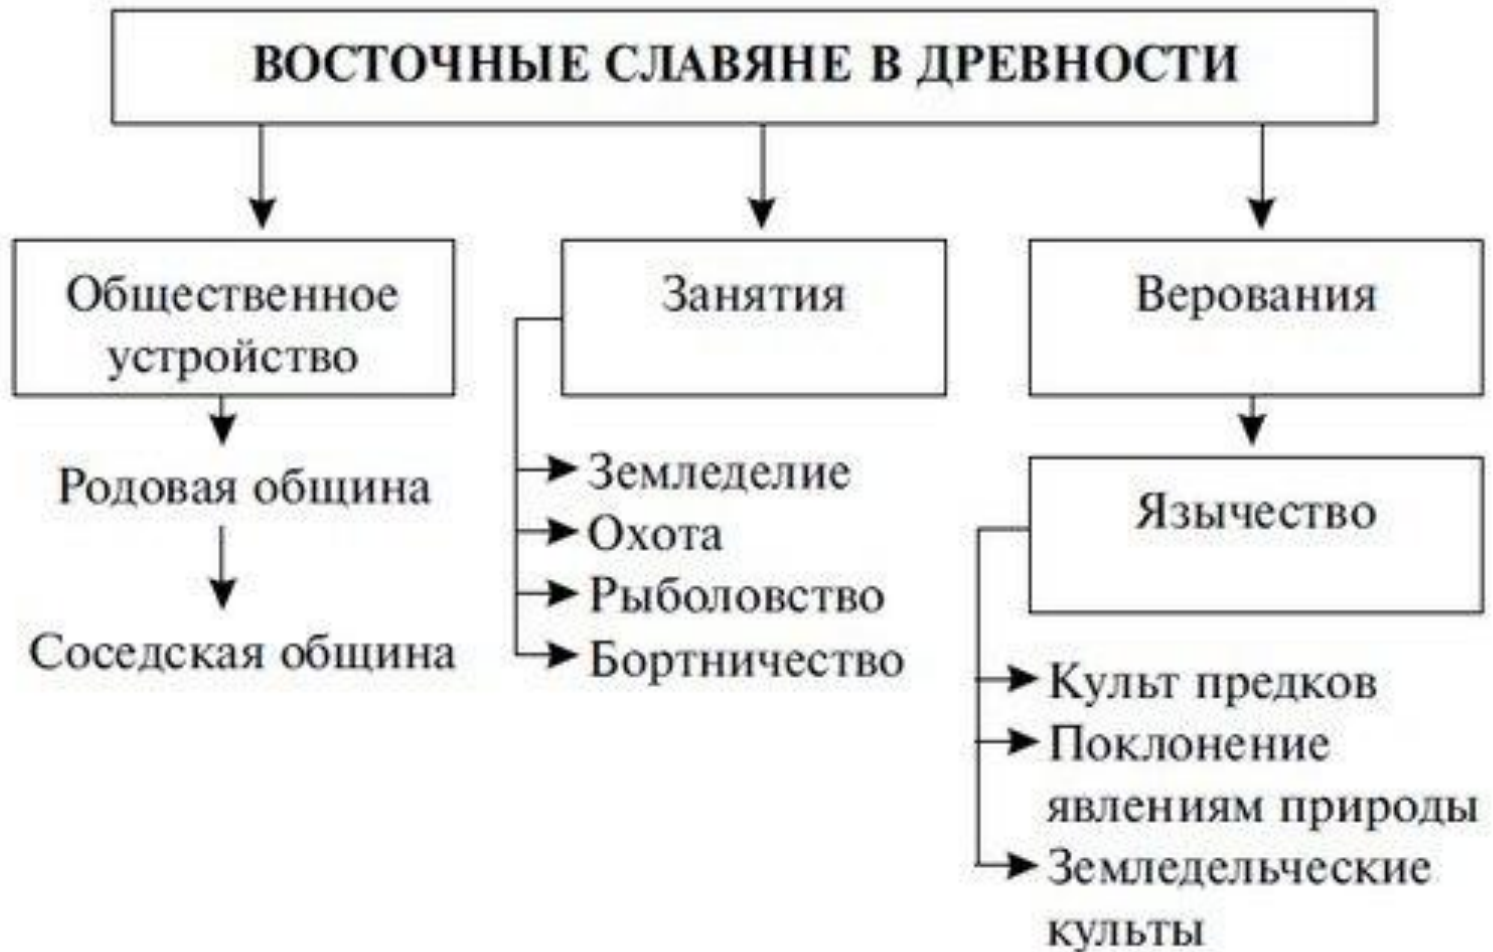 ВОСТОЧНЫЕ СЛАВЯНЕ В ДРЕВНОСТИ
Общественное
устройство
Родовая община
Соседская община
Занятия
Земледелие
Охота
Рыболовство
Бортничество
Верования
Язычество
Культ предков
Поклонение
явлениям природы
Земледельческие
культы